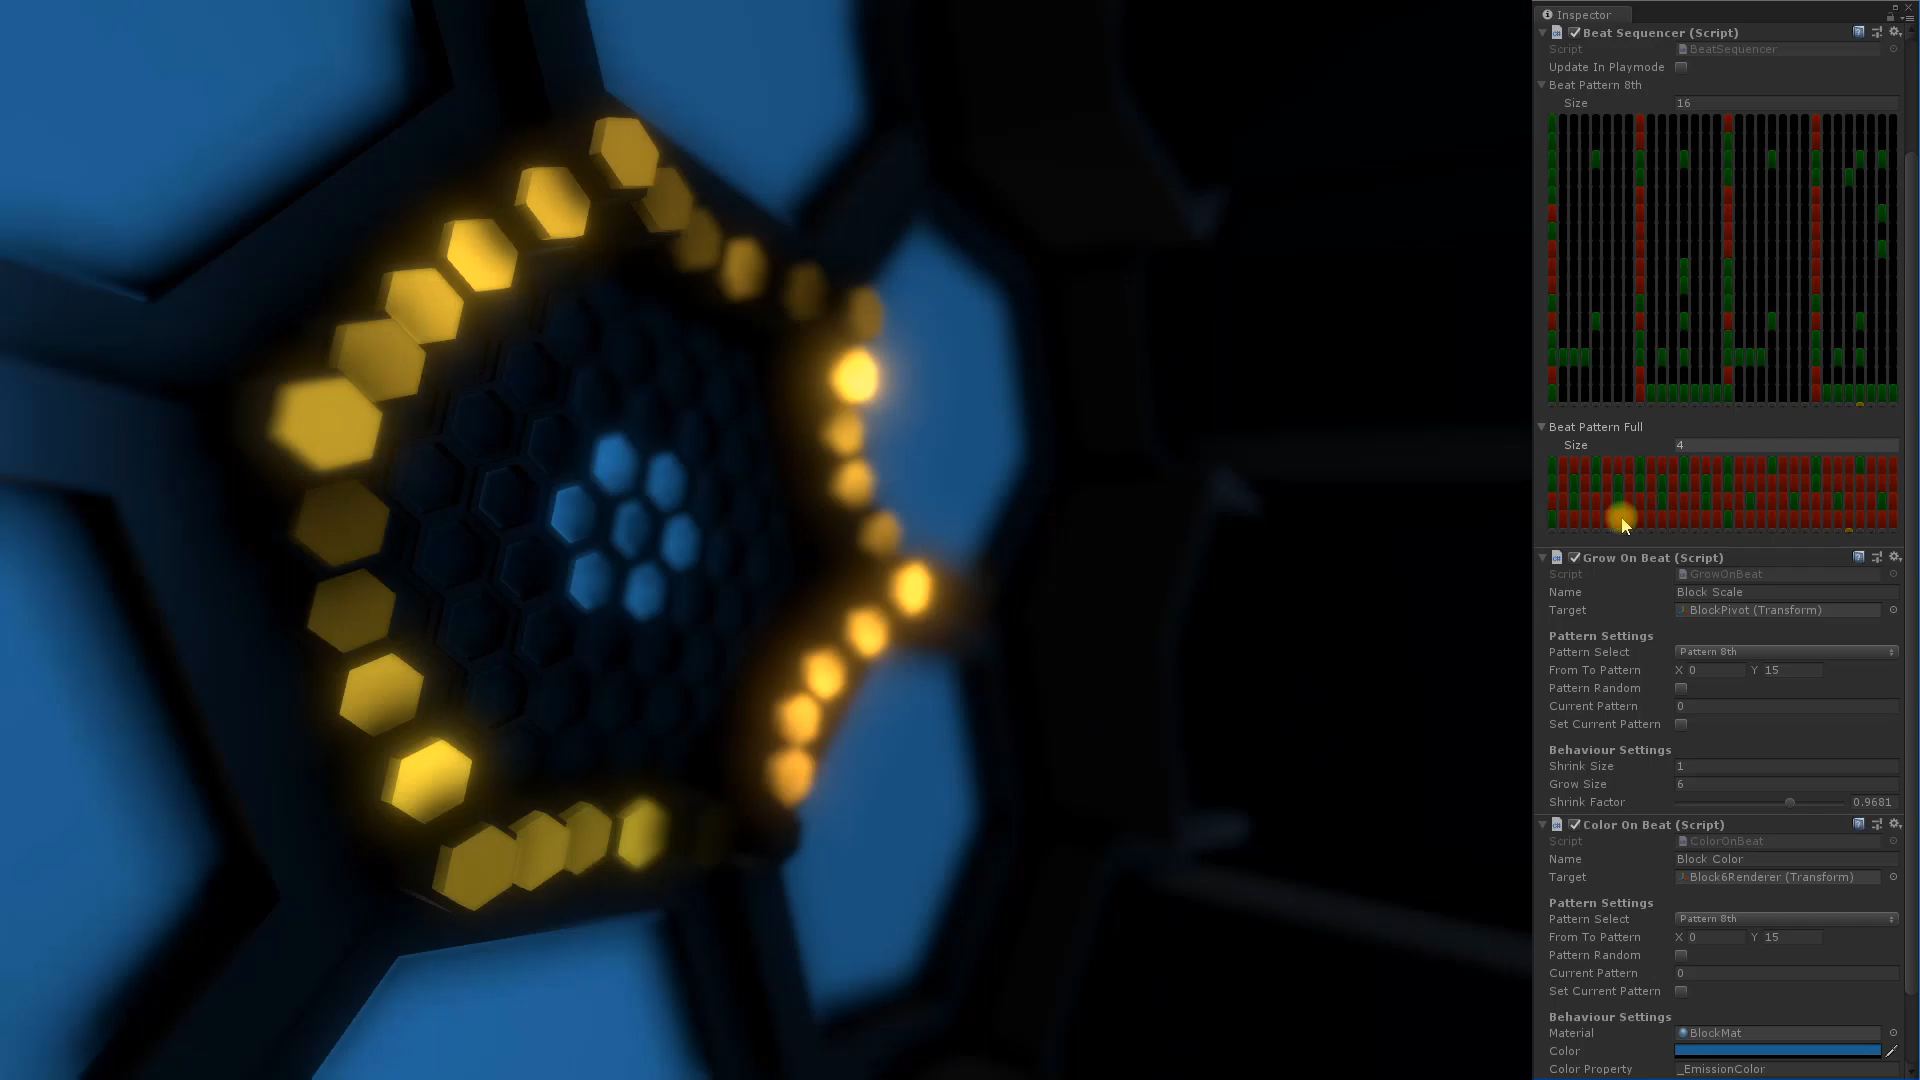 Inspector
Beat Sequencer (Script)
Script BeatSequencer
Update In Playmode
Beat Pattern 8th
Size 16
Beat Pattern Full
Size 4
Grow On Beat (Script)
Script GrowOnBeat
Name Block Scale
Target BlockPivot (Transform)
Pattern Settings
Pattern Select Pattern 8th
From To Pattern X 0 Y 15
Pattern Random
Current Pattern 0
Set Current Pattern
Behaviour Settings
Shrink Size 1
Grow Size 6
Shrink Factor 0.9681
Color On Beat (Script)
Script ColorOnBeat
Name Block Color
Target Block6Renderer (Transform)
Pattern Settings
Pattern Select Pattern 8th
From To Pattern X 0 Y 15
Pattern Random
Current Pattern 0
Set Current Pattern
Behaviour Settings
Material BlockMat
Color
Color Property _EmissionColor